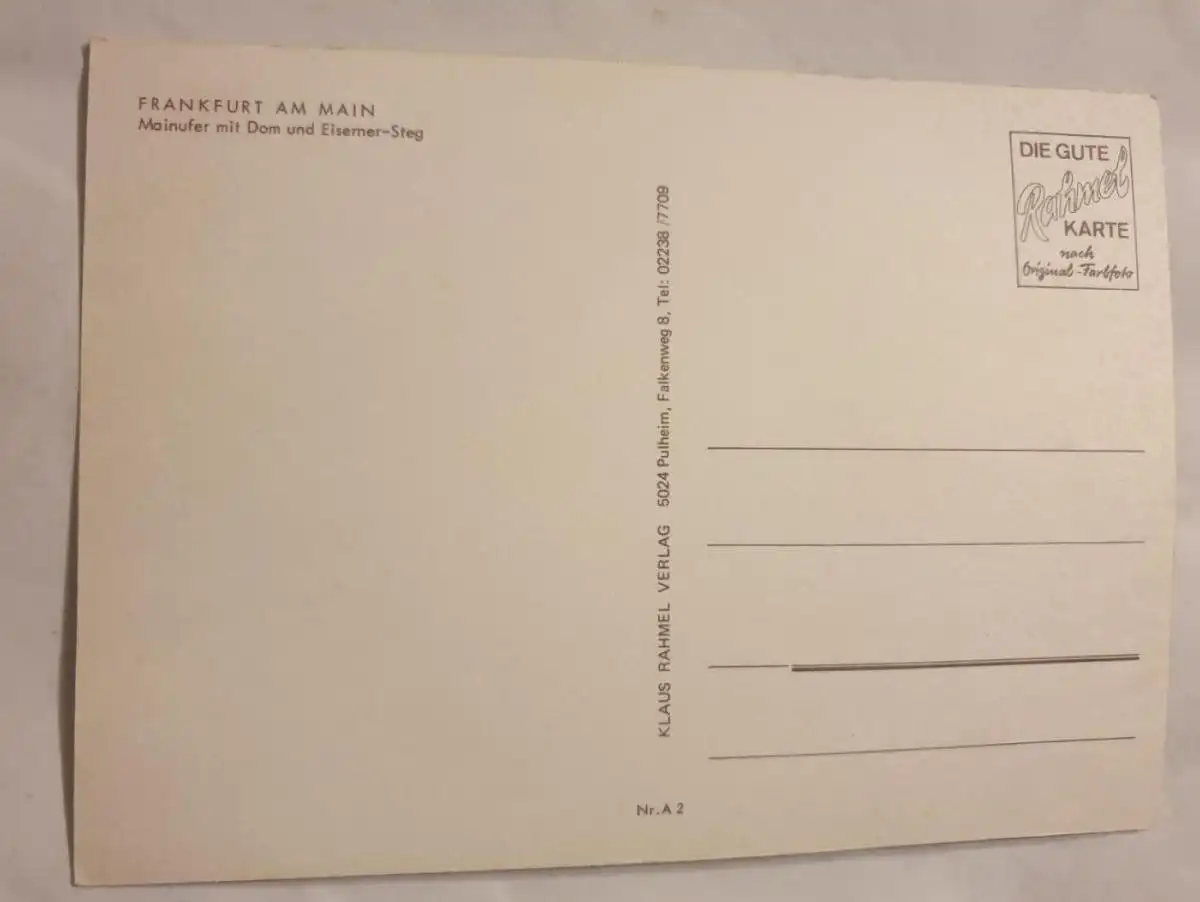 FRANKFURT AM MAIN
Mainufer mit Dom und Eiserner-Steg
DIE GUTE
Rahmel
KARTE
nach
Original-Farbfoto
KLAUS RAHMEL VERLAG 5024 Pulheim, Falkenweg 8, Tel: 02238 /7709
Nr. A 2